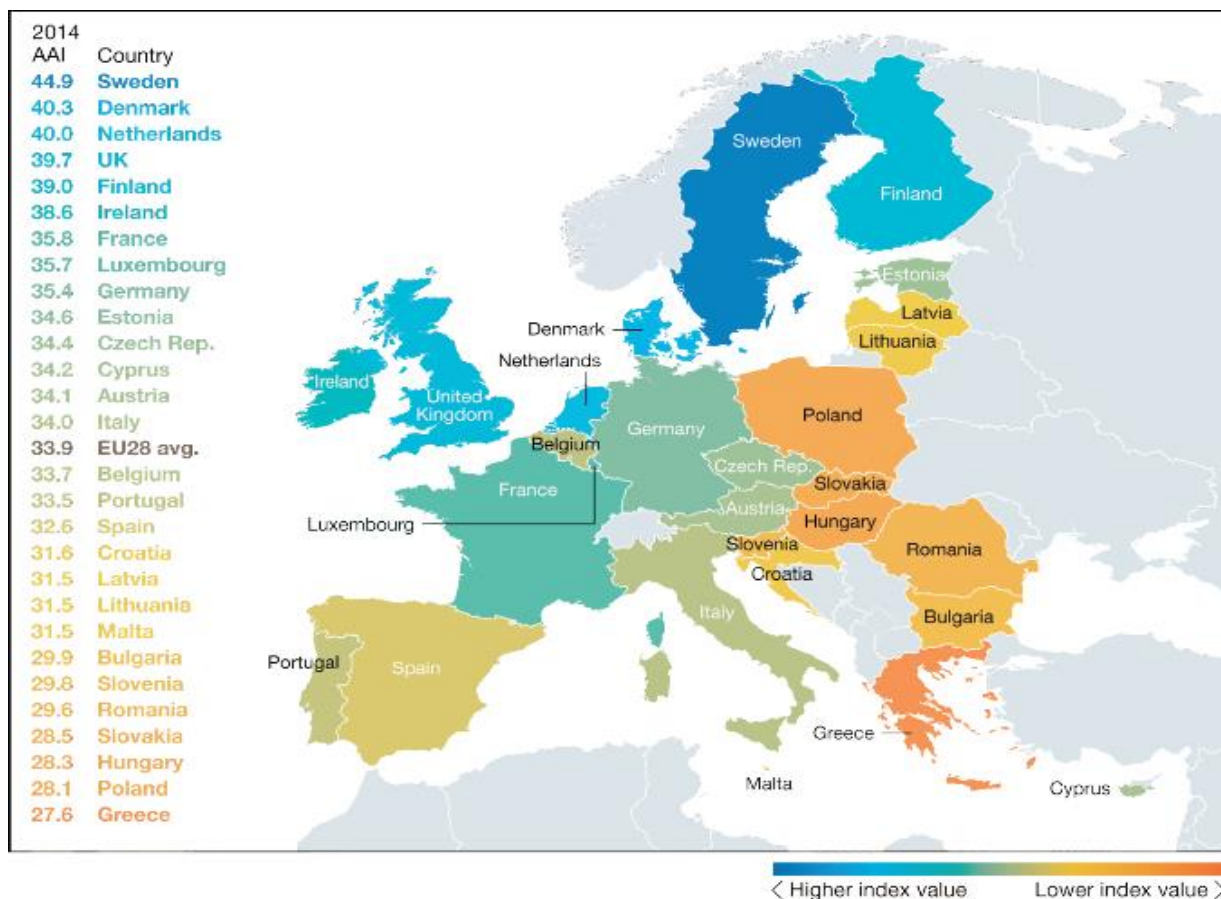 2014
AAI Country
44.9 Sweden
40.3 Denmark
40.0 Netherlands
39.7 UK
39.0 Finland
38.6 Ireland
35.8 France
35.7 Luxembourg
35.4 Germany
34.6 Estonia
34.4 Czech Rep.
34.2 Cyprus
34.1 Austria
34.0 Italy
33.9 EU28 avg.
33.7 Belgium
33.5 Portugal
32.6 Spain
31.6 Croatia
31.5 Latvia
31.5 Lithuania
31.5 Malta
29.9 Bulgaria
29.8 Slovenia
29.6 Romania
28.5 Slovakia
28.3 Hungary
28.1 Poland
27.6 Greece
Sweden
Finland
Estonia
Latvia
Denmark
Lithuania
Netherlands
Ireland
United
Kingdom
Poland
Germany
Belgium
Czech Rep.
Slovakia
France
Austria
Luxembourg
Hungary
Slovenia
Romania
Croatia
Italy
Bulgaria
Portugal
Spain
Greece
Malta
Cyprus
< Higher index value Lower index value >